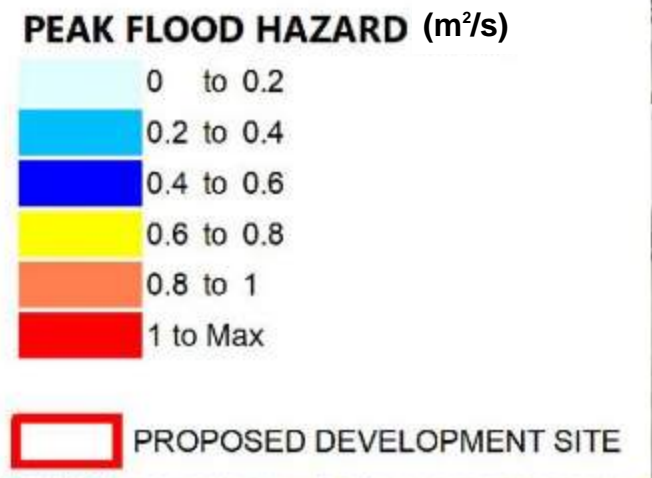 PEAK FLOOD HAZARD (m²/s)
0 to 0.2
0.2 to 0.4
0.4 to 0.6
0.6 to 0.8
0.8 to 1
1 to Max
PROPOSED DEVELOPMENT SITE